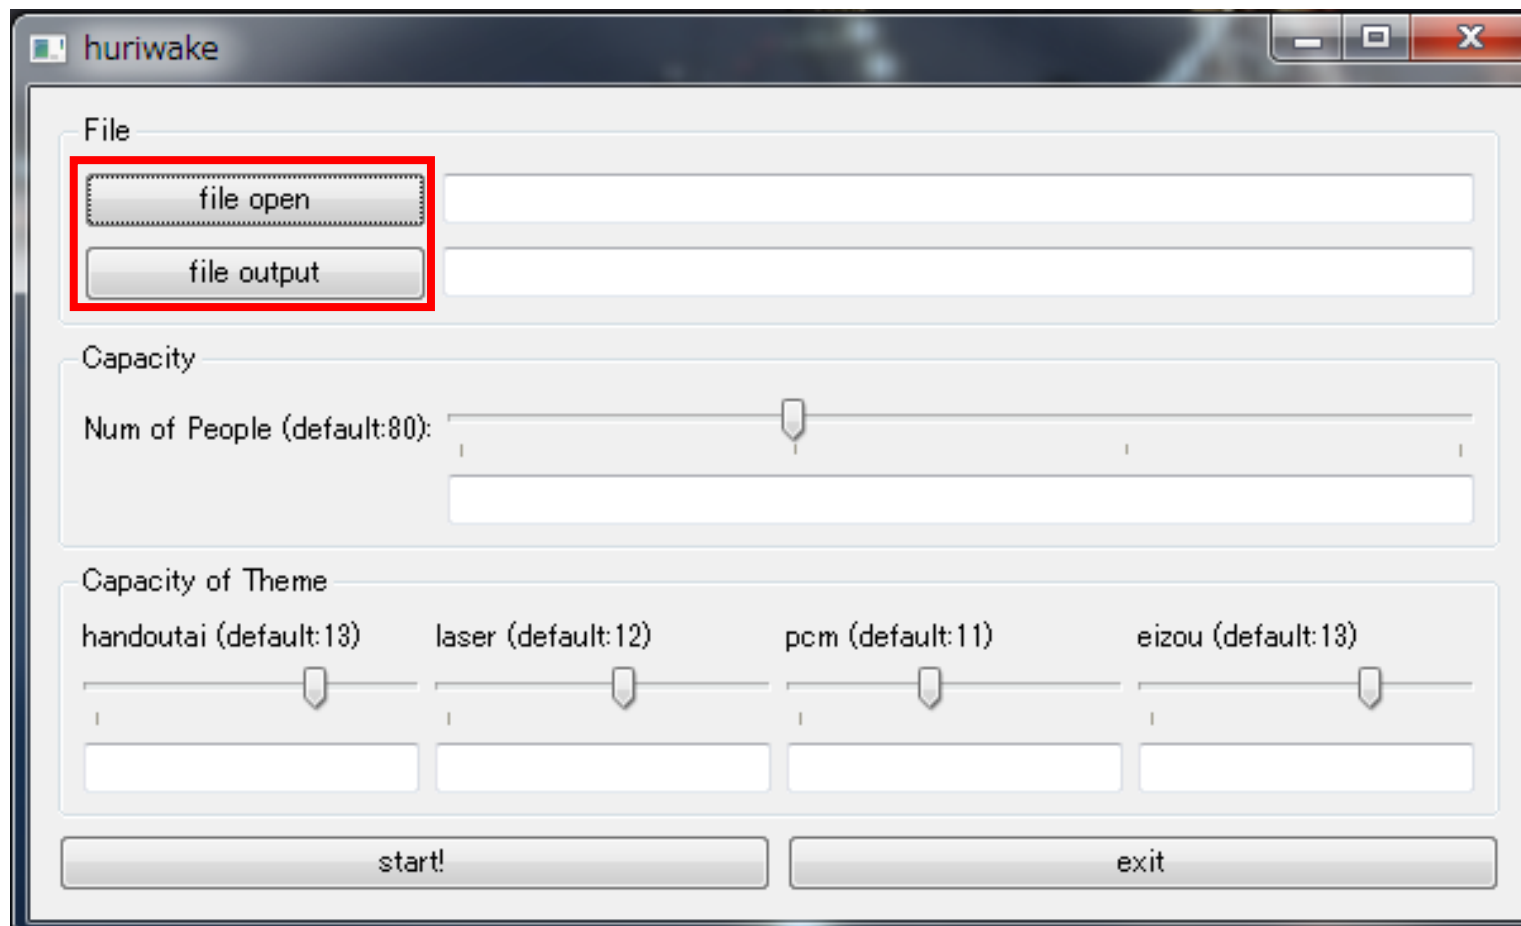 huriwake
File
file open
file output
Capacity
Num of People (default:80):
Capacity of Theme
handoutai (default:13) laser (default:12) pcm (default:11) eizou (default:13)
start! exit